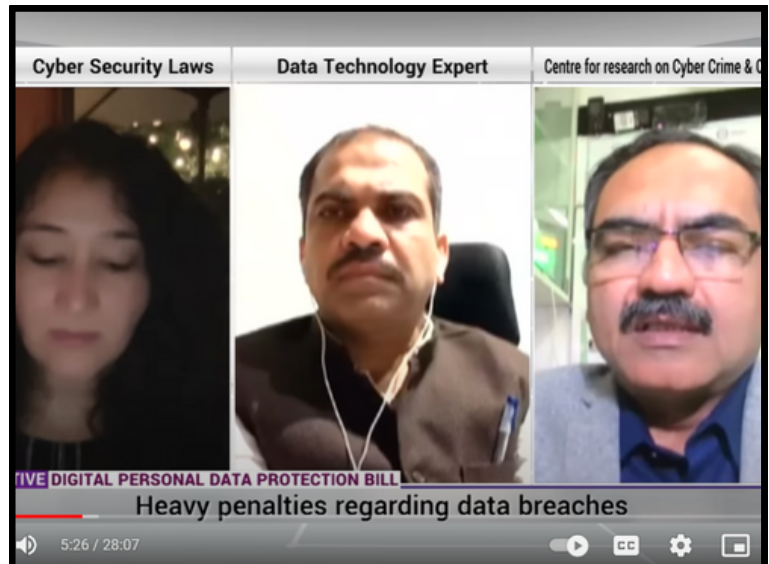 Cyber Security Laws
Data Technology Expert
Centre for research on Cyber Crime &
TIVE DIGITAL PERSONAL DATA PROTECTION BILL
Heavy penalties regarding data breaches
5:26 / 28:07
CC